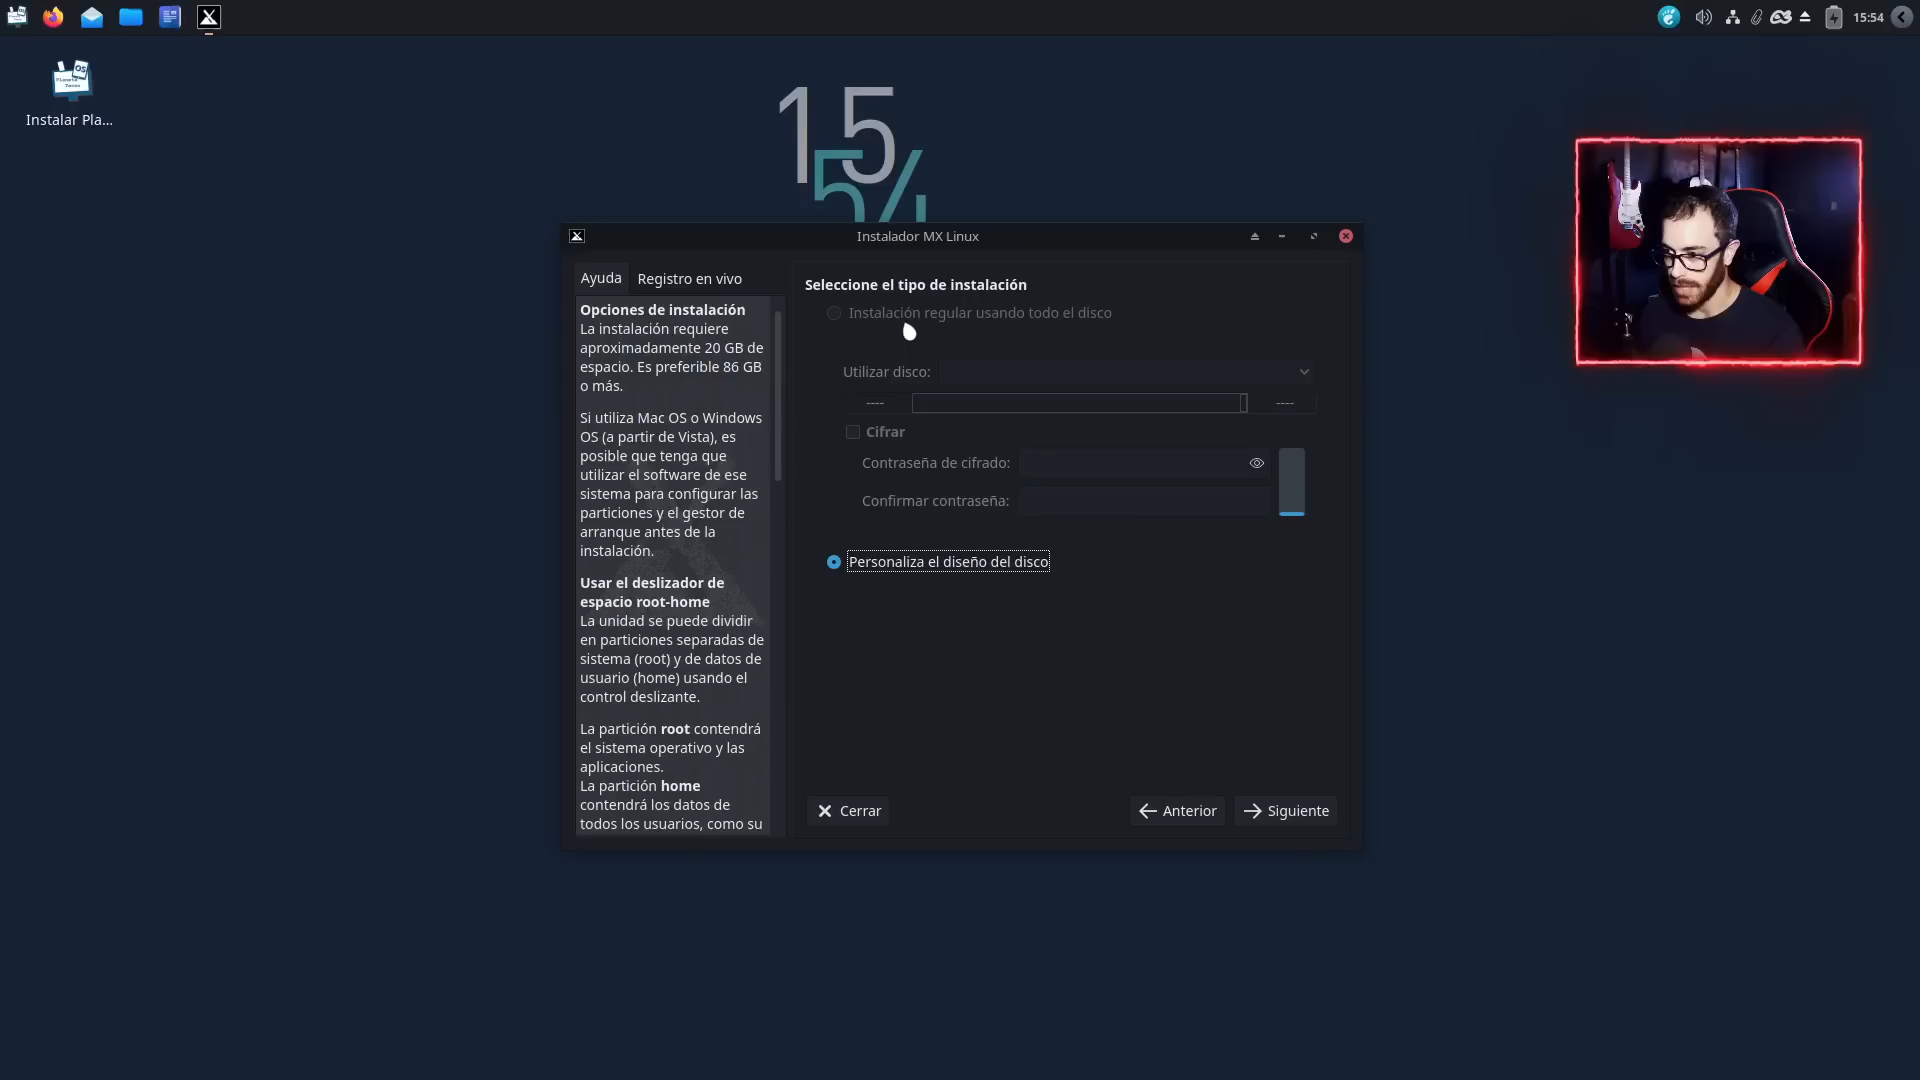 15:54
Instalar Pla...
15
54
Instalador MX Linux
Ayuda
Registro en vivo
Opciones de instalación
La instalación requiere
aproximadamente 20 GB de
espacio. Es preferible 86 GB
o más.
Si utiliza Mac OS o Windows
OS (a partir de Vista), es
posible que tenga que
utilizar el software de ese
sistema para configurar las
particiones y el gestor de
arranque antes de la
instalación.
Usar el deslizador de
espacio root-home
La unidad se puede dividir
en particiones separadas de
sistema (root) y de datos de
usuario (home) usando el
control deslizante.
La partición root contendrá
el sistema operativo y las
aplicaciones.
La partición home
contendrá los datos de
todos los usuarios, como su
Seleccione el tipo de instalación
Instalación regular usando todo el disco
Utilizar disco:
---- ----
Cifrar
Contraseña de cifrado:
Confirmar contraseña:
Personaliza el diseño del disco
Cerrar
Anterior
Siguiente